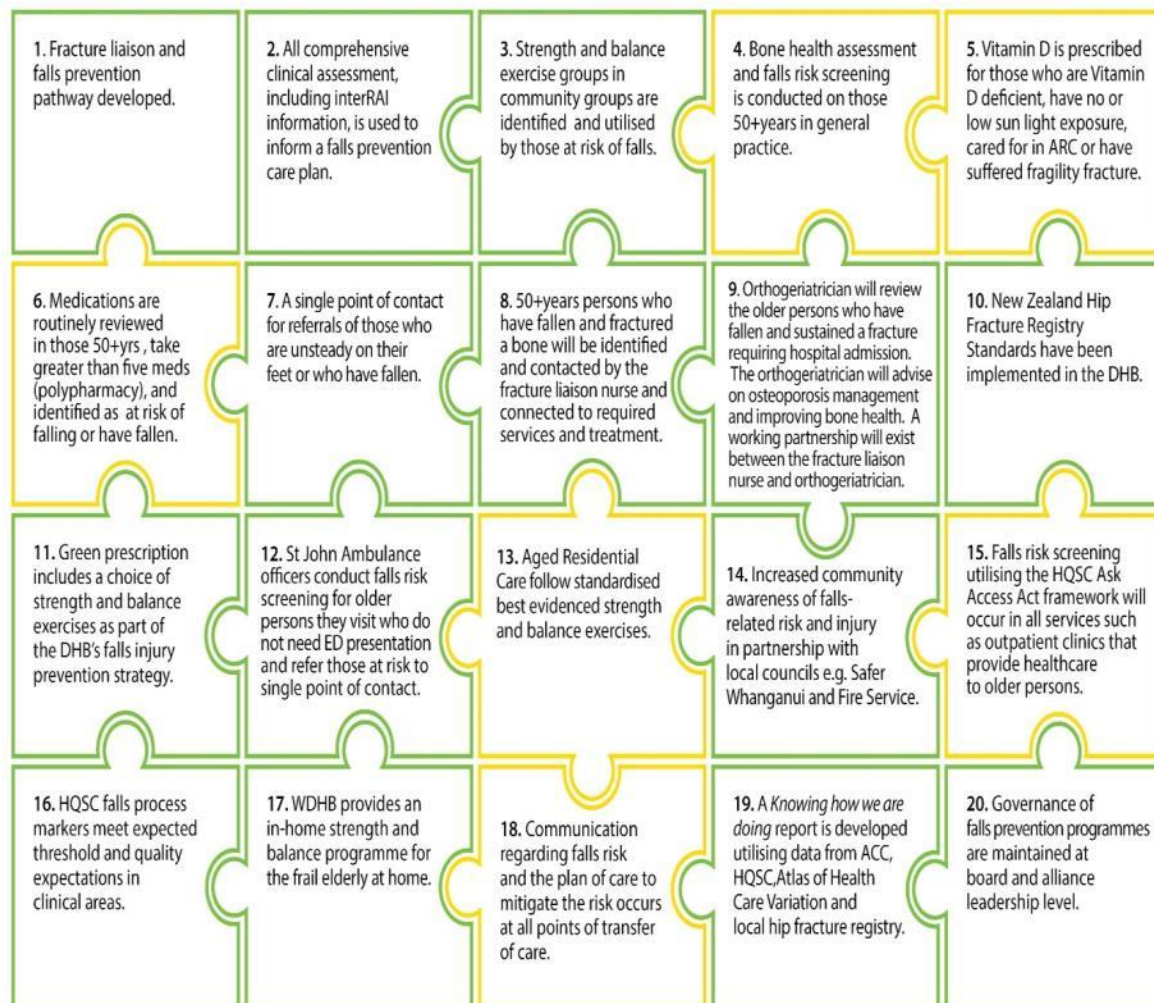 1. Fracture liaison and
falls prevention
pathway developed.
2. All comprehensive
clinical assessment,
including interRAI
information, is used to
inform a falls prevention
care plan.
3. Strength and balance
exercise groups in
community groups are
identified and utilised
by those at risk of falls.
4. Bone health assessment
and falls risk screening
is conducted on those
50+years in general
practice.
5. Vitamin D is prescribed
for those who are Vitamin
D deficient, have no or
low sun light exposure,
cared for in ARC or have
suffered fragility fracture.
6. Medications are
routinely reviewed
in those 50+yrs , take
greater than five meds
(polypharmacy), and
identified as at risk of
falling or have fallen.
7. A single point of contact
for referrals of those who
are unsteady on their
feet or who have fallen.
8. 50+years persons who
have fallen and fractured
a bone will be identified
and contacted by the
fracture liaison nurse and
connected to required
services and treatment.
9. Orthogeriatrician will review
the older persons who have
fallen and sustained a fracture
requiring hospital admission.
The orthogeriatrician will advise
on osteoporosis management
and improving bone health. A
working partnership will exist
between the fracture liaison
nurse and orthogeriatrician.
10. New Zealand Hip
Fracture Registry
Standards have been
implemented in the DHB.
11. Green prescription
includes a choice of
strength and balance
exercises as part of
the DHB's falls injury
prevention strategy.
12. St John Ambulance
officers conduct falls risk
screening for older
persons they visit who do
not need ED presentation
and refer those at risk to
single point of contact.
13. Aged Residential
Care follow standardised
best evidenced strength
and balance exercises.
14. Increased community
awareness of falls-
related risk and injury
in partnership with
local councils e.g. Safer
Whanganui and Fire Service.
15. Falls risk screening
utilising the HQSC Ask
Access Act framework will
occur in all services such
as outpatient clinics that
provide healthcare
to older persons.
16. HQSC falls process
markers meet expected
threshold and quality
expectations in
clinical areas.
17. WDHB provides an
in-home strength and
balance programme for
the frail elderly at home.
18. Communication
regarding falls risk
and the plan of care to
mitigate the risk occurs
at all points of transfer
of care.
19. A Knowing how we are
doing report is developed
utilising data from ACC,
HQSC,Atlas of Health
Care Variation and
local hip fracture registry.
20. Governance of
falls prevention programmes
are maintained at
board and alliance
leadership level.